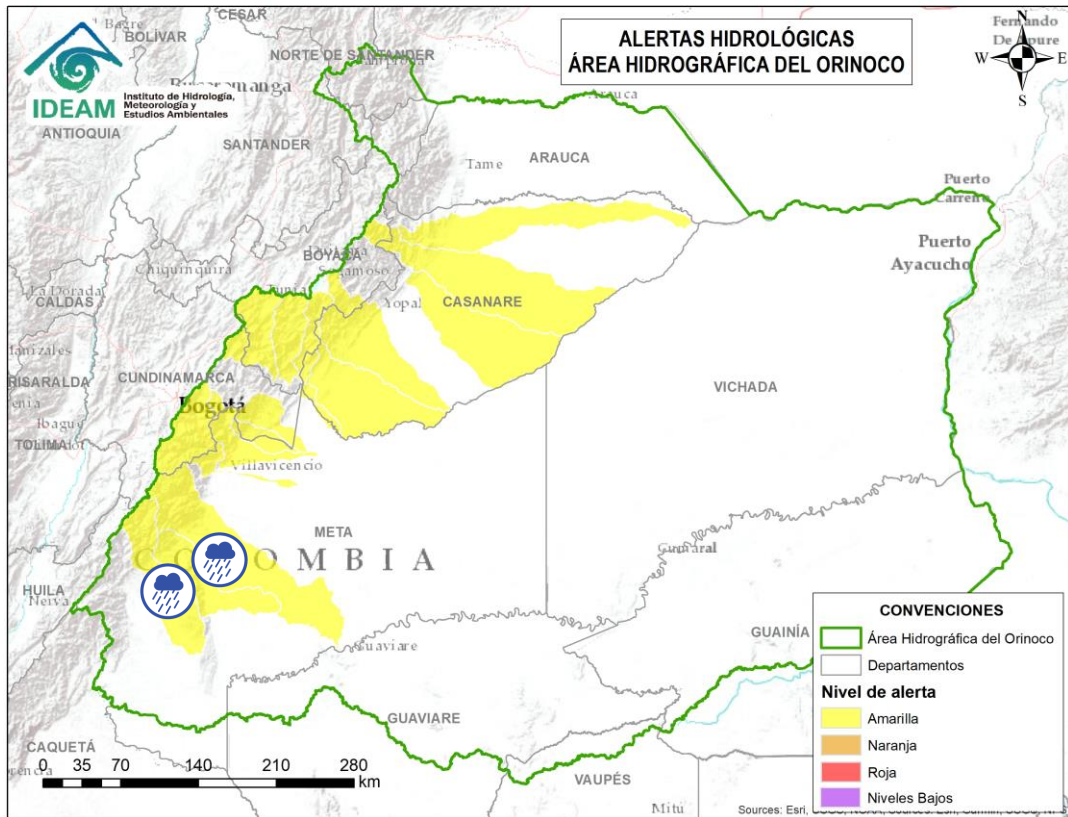 ALERTAS HIDROLÓGICAS
ÁREA HIDROGRÁFICA DEL ORINOCO
IDEAM
Instituto de Hidrología,
Meteorología y
Estudios Ambientales
N
W E
S
CESAR
BOLÍVAR
NORTE DE SANTANDER
Fernando
ANTIOQUIA
SANTANDER
Arauca
ARAUCA
Tame
Puerto
Carreño
Puerto
Ayacucho
BOYACÁ
Sogamoso
Chiquinquirá
Tunja
Yopal
CASANARE
La Dorada
CALDAS
RISARALDA
CUNDINAMARCA
Bogotá
VICHADA
Ibagué
TOLIMA
Villavicencio
META
COLOMBIA
Cumaral
HUILA
Neiva
Guaviare
GUAINÍA
GUAVIARE
CAQUETÁ
VAUPÉS
Mitú
0 35 70 140 210 280
km
CONVENCIONES
Área Hidrográfica del Orinoco
Departamentos
Nivel de alerta
Amarilla
Naranja
Roja
Niveles Bajos
Sources: Esri,